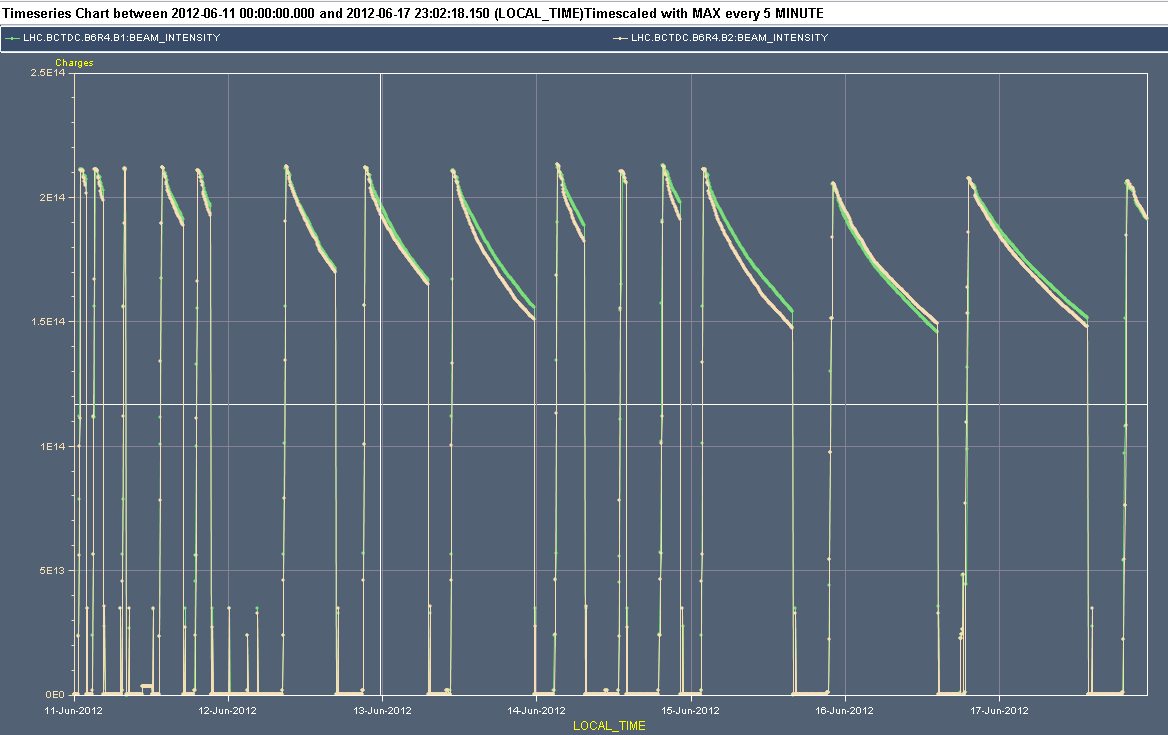 Timeseries Chart between 2012-06-11 00:00:00.000 and 2012-06-17 23:02:18.150 (LOCAL_TIME)Timescaled with MAX every 5 MINUTE
LHC.BCTDC.B6R4.B1:BEAM_INTENSITY LHC.BCTDC.B6R4.B2:BEAM_INTENSITY
Charges
2.5E14
2E14
1.5E14
1E14
5E13
0E0
11-Jun-2012 12-Jun-2012 13-Jun-2012 14-Jun-2012 15-Jun-2012 16-Jun-2012 17-Jun-2012
LOCAL_TIME